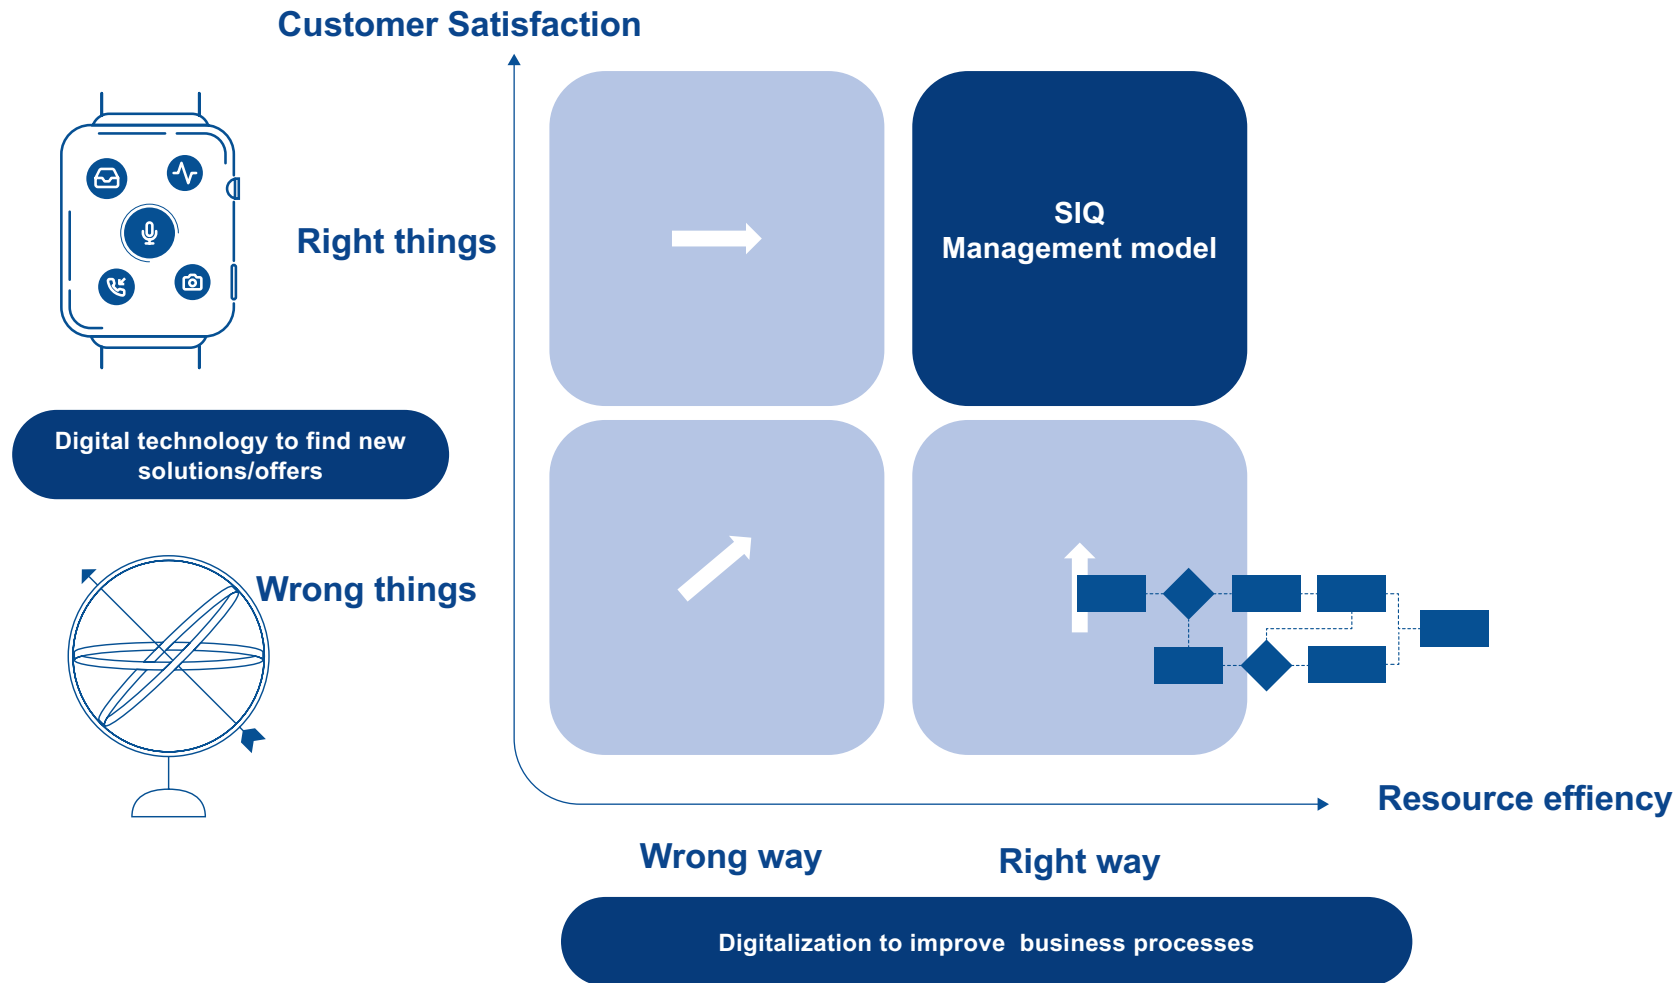 Customer Satisfaction
Right things
SIQ
Management model
Digital technology to find new
solutions/offers
Wrong things
Resource effiency
Wrong way
Right way
Digitalization to improve  business processes